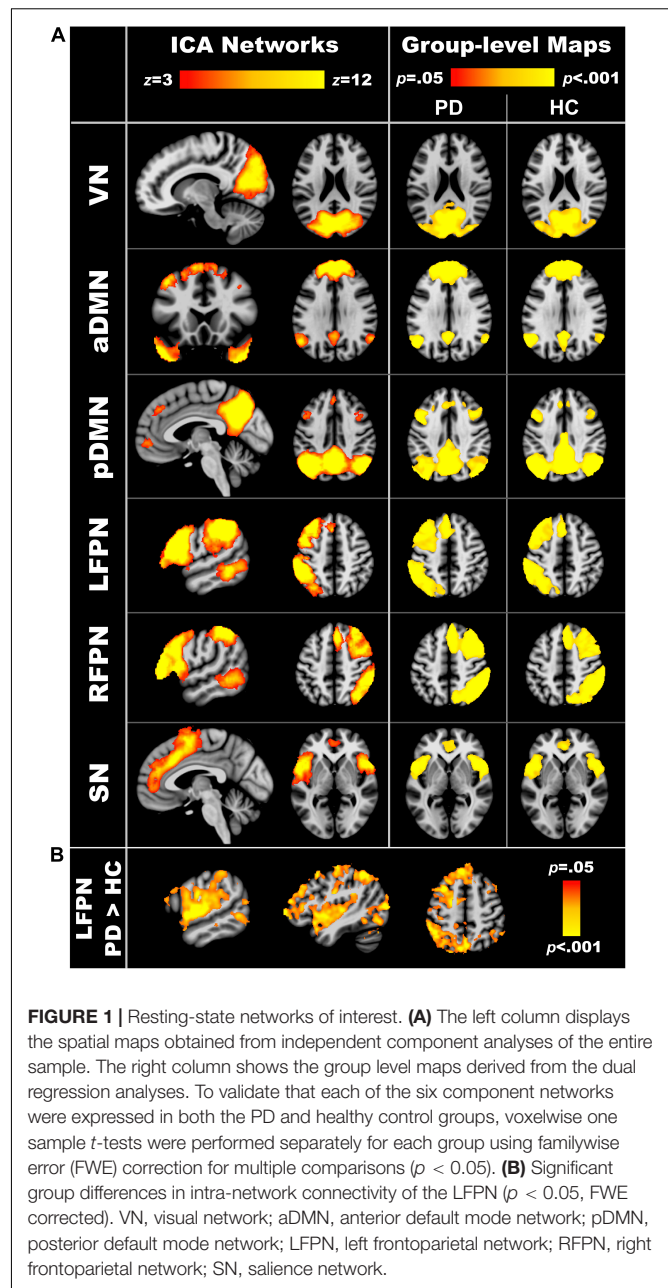 A
ICA Networks Group-level Maps
z=3 z=12 p=.05 p<.001
PD HC
VN
aDMN
pDMN
LFPN
RFPN
SN
B
LFPN
PD > HC
p=.05
p<.001
FIGURE 1 | Resting-state networks of interest. (A) The left column displays
the spatial maps obtained from independent component analyses of the entire
sample. The right column shows the group level maps derived from the dual
regression analyses. To validate that each of the six component networks
were expressed in both the PD and healthy control groups, voxelwise one
sample t-tests were performed separately for each group using familywise
error (FWE) correction for multiple comparisons (p < 0.05). (B) Significant
group differences in intra-network connectivity of the LFPN (p < 0.05, FWE
corrected). VN, visual network; aDMN, anterior default mode network; pDMN,
posterior default mode network; LFPN, left frontoparietal network; RFPN, right
frontoparietal network; SN, salience network.